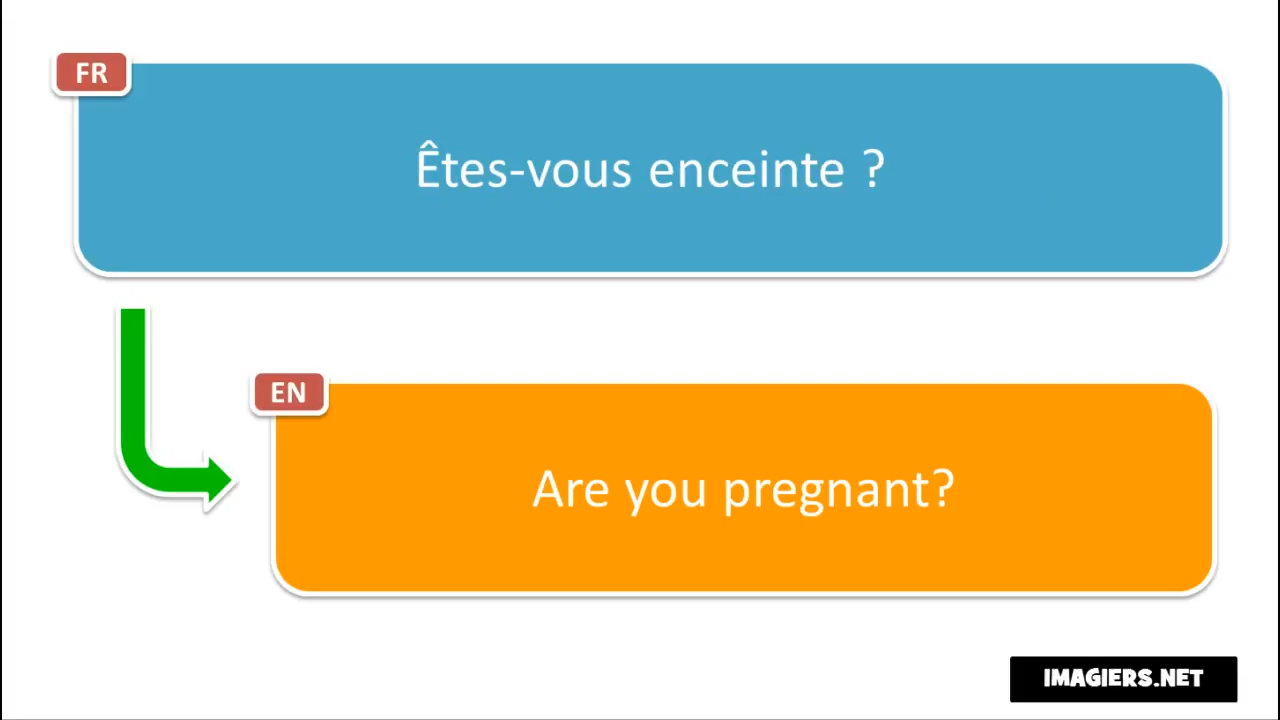 FR
Êtes-vous enceinte ?
EN
Are you pregnant?
IMAGIERS.NET